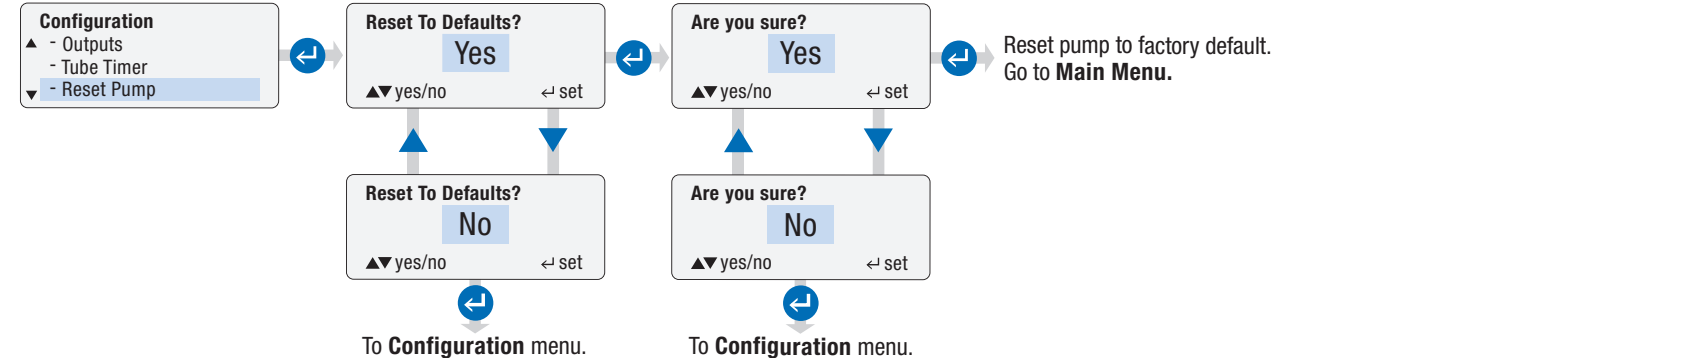 Configuration
▲ - Outputs
- Tube Timer
▼ - Reset Pump
Reset To Defaults?
Yes
▲▼ yes/no ↵ set
Are you sure?
Yes
▲▼ yes/no ↵ set
Reset pump to factory default.
Go to Main Menu.
Reset To Defaults?
No
▲▼ yes/no ↵ set
To Configuration menu.
Are you sure?
No
▲▼ yes/no ↵ set
To Configuration menu.